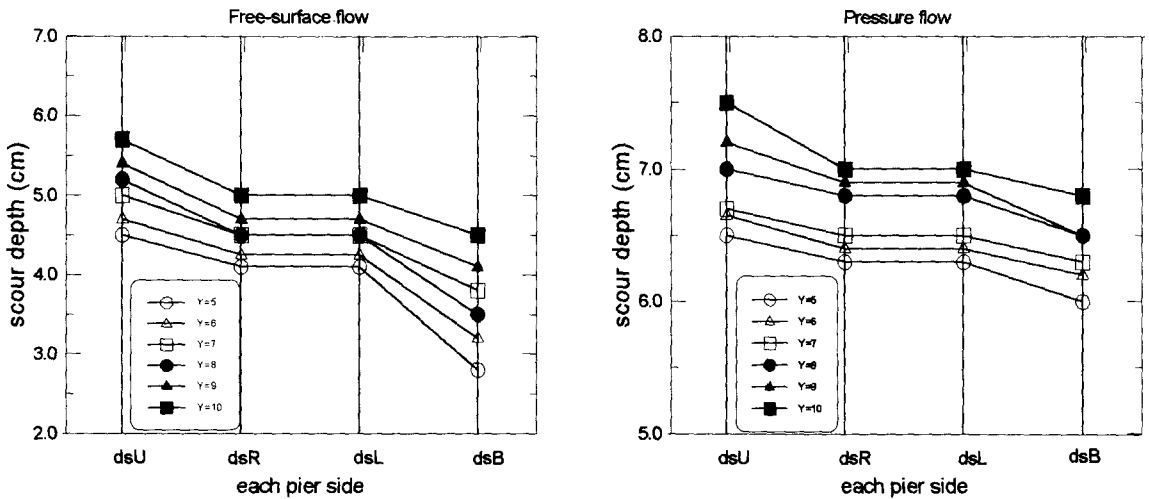 Free-surface flow
7.0
6.0
5.0
4.0
3.0
2.0
scour depth (cm)
Y=5
Y=6
Y=7
Y=8
Y=9
Y=10
dsU
dsR
dsL
dsB
each pier side
Pressure flow
8.0
7.0
6.0
5.0
scour depth (cm)
Y=5
Y=6
Y=7
Y=8
Y=9
Y=10
dsU
dsR
dsL
dsB
each pier side